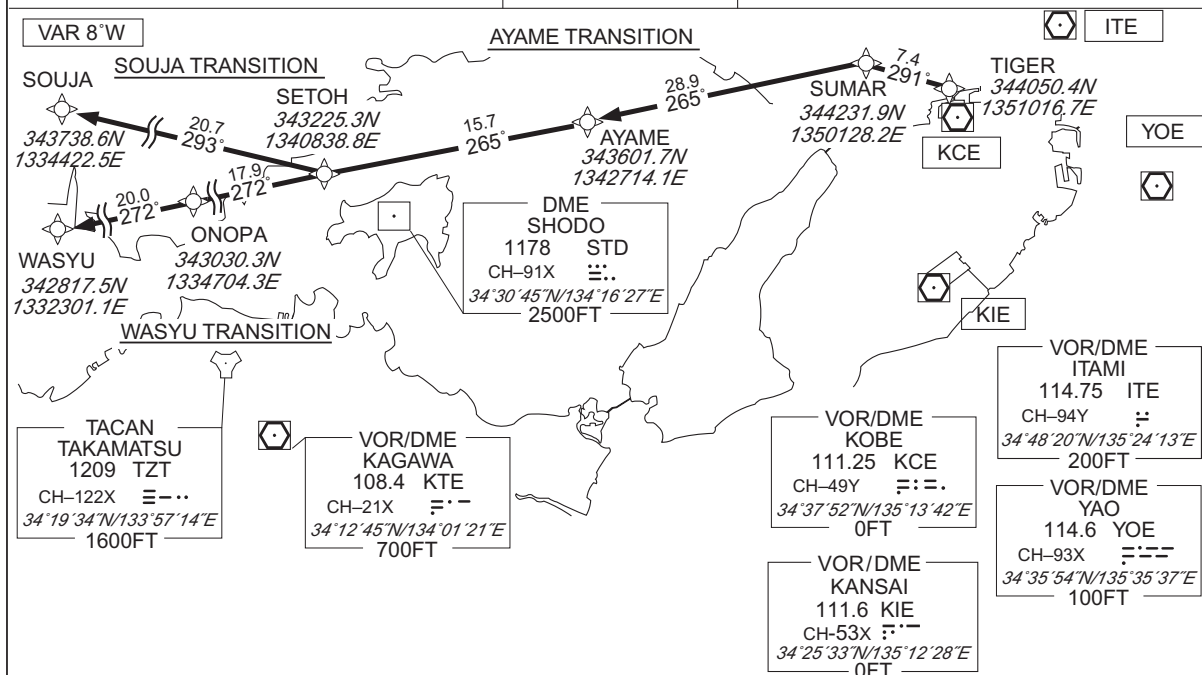 VAR 8°W
AYAME TRANSITION
ITE
SOUJA TRANSITION
SOUJA
343738.6N
1334422.5E
20.7
293°
SETOH
343225.3N
1340838.8E
15.7
265°
AYAME
343601.7N
1342714.1E
28.9
265°
SUMAR
344231.9N
1350128.2E
7.4
291°
TIGER
344050.4N
1351016.7E
KCE
YOE
17.9
272°
20.0
272°
ONOPA
343030.3N
1334704.3E
WASYU
342817.5N
1332301.1E
WASYU TRANSITION
DME
SHODO
1178 STD
CH–91X
34°30´45˝N/134°16´27˝E
2500FT
KIE
TACAN
TAKAMATSU
1209 TZT
CH–122X
34°19´34˝N/133°57´14˝E
1600FT
VOR/DME
KAGAWA
108.4 KTE
CH–21X
34°12´45˝N/134°01´21˝E
700FT
VOR/DME
KOBE
111.25 KCE
CH–49Y
34°37´52˝N/135°13´42˝E
0FT
VOR/DME
ITAMI
114.75 ITE
CH–94Y
34°48´20˝N/135°24´13˝E
200FT
VOR/DME
YAO
114.6 YOE
CH–93X
34°35´54˝N/135°35´37˝E
100FT
VOR/DME
KANSAI
111.6 KIE
CH-53X
34°25´33˝N/135°12´28˝E
0FT